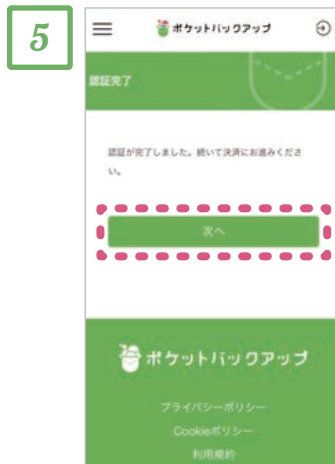 5
ポケットバックアップ
認証完了
認証が完了しました。続いて決済にお進みくださ
い。
次へ
ポケットバックアップ
プライバシーポリシー
Cookieポリシー
利用規約